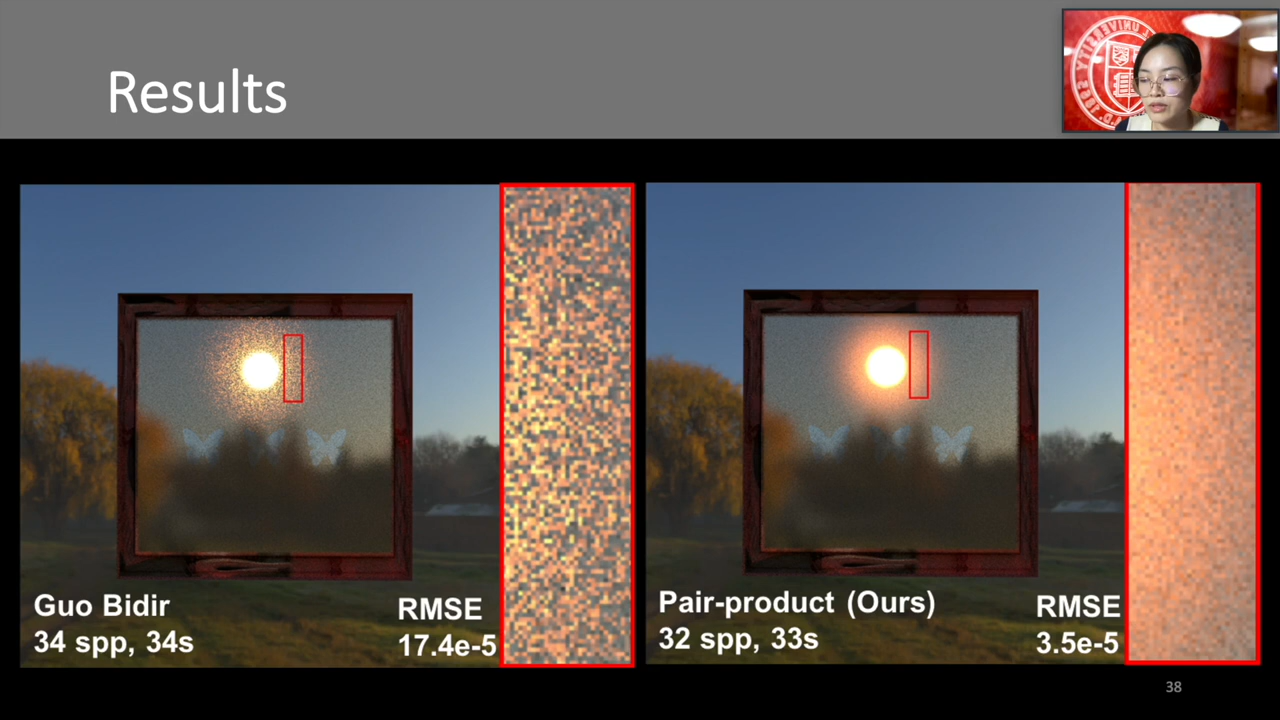 Results
Guo Bidir
34 spp, 34s
RMSE
17.4e-5
Pair-product (Ours)
32 spp, 33s
RMSE
3.5e-5
38